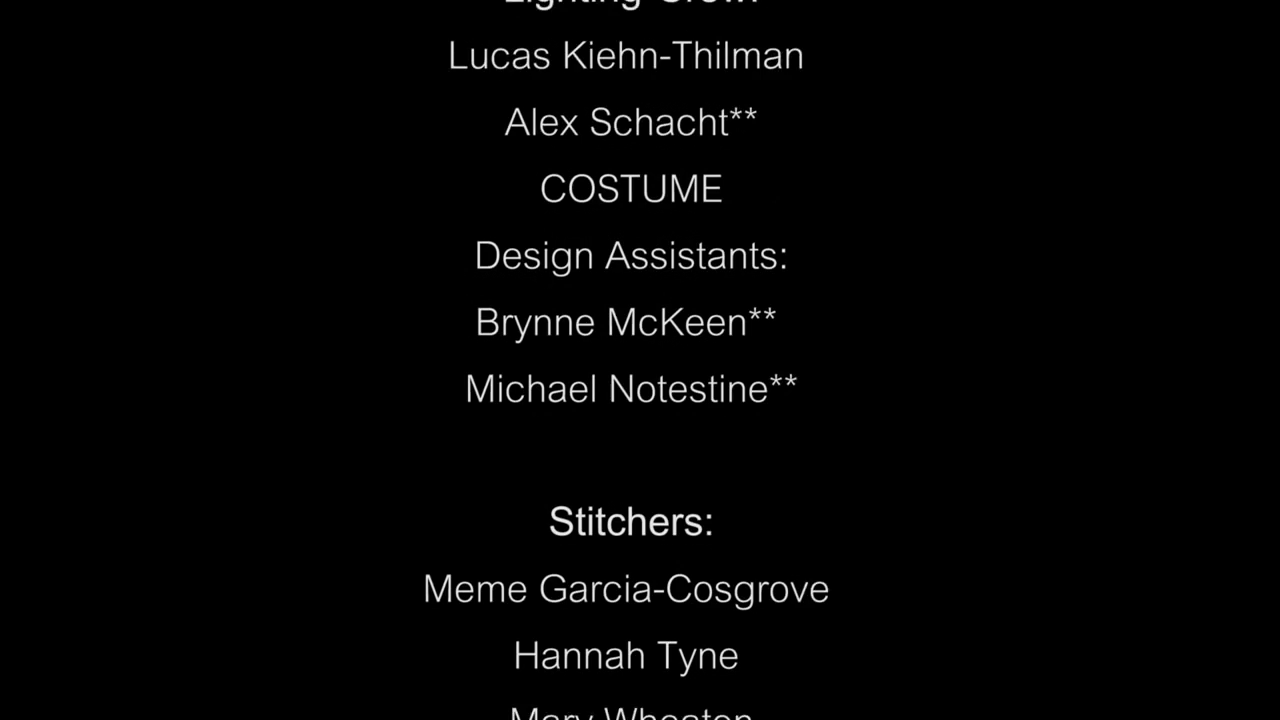 Lighting Crew:
Lucas Kiehn-Thilman
Alex Schacht**
COSTUME
Design Assistants:
Brynne McKeen**
Michael Notestine**
Stitchers:
Meme Garcia-Cosgrove
Hannah Tyne
Mary Wheaton